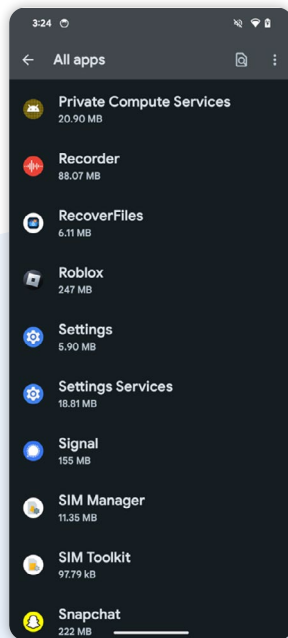 3:24
All apps
Private Compute Services
20.90 MB
Recorder
88.07 MB
RecoverFiles
6.11 MB
Roblox
247 MB
Settings
5.90 MB
Settings Services
18.81 MB
Signal
155 MB
SIM Manager
11.35 MB
SIM Toolkit
97.79 kB
Snapchat
222 MB